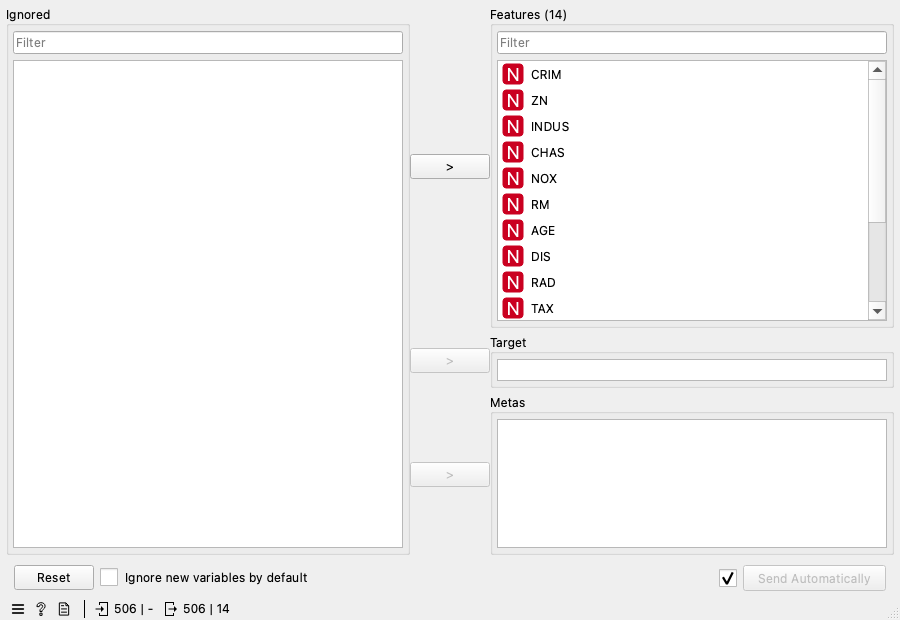 Ignored
Filter
>
>
>
Features (14)
Filter
N CRIM
N ZN
N INDUS
N CHAS
N NOX
N RM
N AGE
N DIS
N RAD
N TAX
Target
Metas
Reset
Ignore new variables by default
Send Automatically
? 506 | - 506 | 14